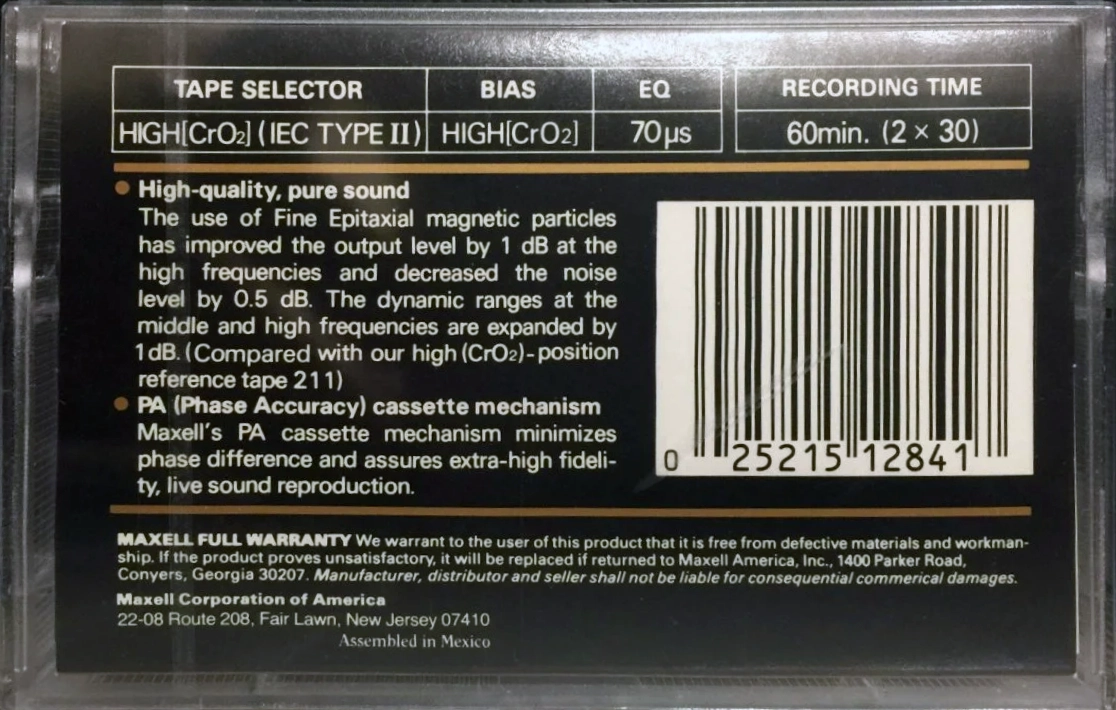 TAPE SELECTOR BIAS EQ RECORDING TIME
HIGH[CrO₂] (IEC TYPE II) HIGH[CrO₂] 70µs 60min. (2 × 30)
High-quality, pure sound
The use of Fine Epitaxial magnetic particles
has improved the output level by 1 dB at the
high frequencies and decreased the noise
level by 0.5 dB. The dynamic ranges at the
middle and high frequencies are expanded by
1dB. (Compared with our high (CrO₂)-position
reference tape 211)
PA (Phase Accuracy) cassette mechanism
Maxell's PA cassette mechanism minimizes
phase difference and assures extra-high fideli-
ty, live sound reproduction.
0 25215 12841
MAXELL FULL WARRANTY We warrant to the user of this product that it is free from defective materials and workman-
ship. If the product proves unsatisfactory, it will be replaced if returned to Maxell America, Inc., 1400 Parker Road,
Conyers, Georgia 30207. Manufacturer, distributor and seller shall not be liable for consequential commerical damages.
Maxell Corporation of America
22-08 Route 208, Fair Lawn, New Jersey 07410
Assembled in Mexico